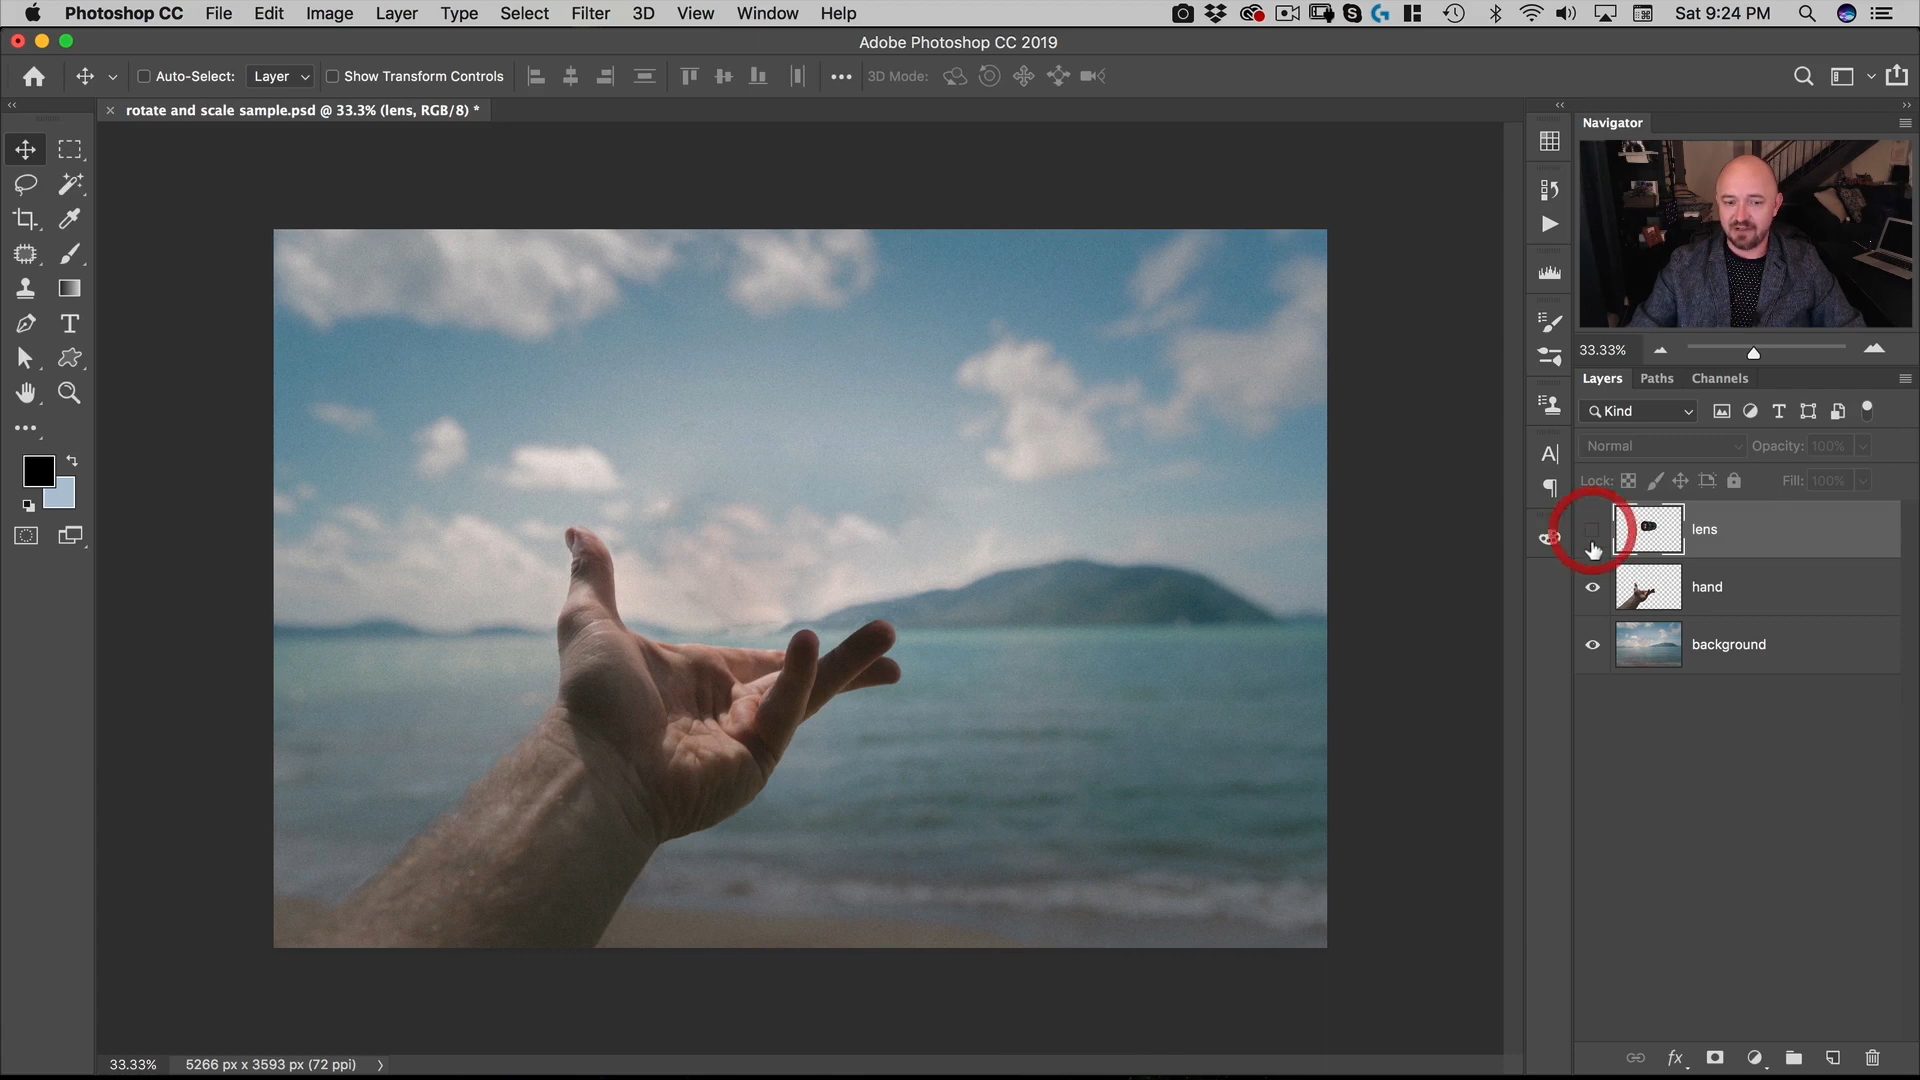 Photoshop CC File Edit Image Layer Type Select Filter 3D View Window Help Sat 9:24 PM
Adobe Photoshop CC 2019
Auto-Select: Layer Show Transform Controls 3D Mode:
rotate and scale sample.psd @ 33.3% (lens, RGB/8) *
Navigator
33.33%
Layers Paths Channels
Kind
Normal Opacity: 100%
Lock: Fill: 100%
lens
hand
background
33.33% 5266 px x 3593 px (72 ppi)